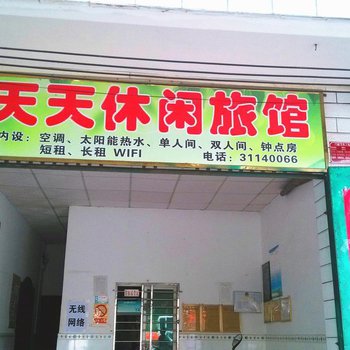 天天休闲旅馆
内设：空调、太阳能热水、单人间、双人间、钟点房
短租、长租 WIFI 电话：31140066
无线
网络